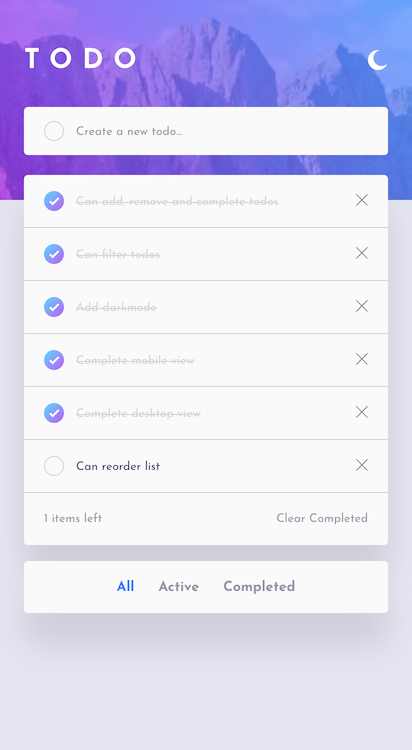 TODO
Create a new todo...
Can add, remove and complete todos
Can filter todos
Add darkmode
Complete mobile view
Complete desktop view
Can reorder list
1 items left Clear Completed
All Active Completed